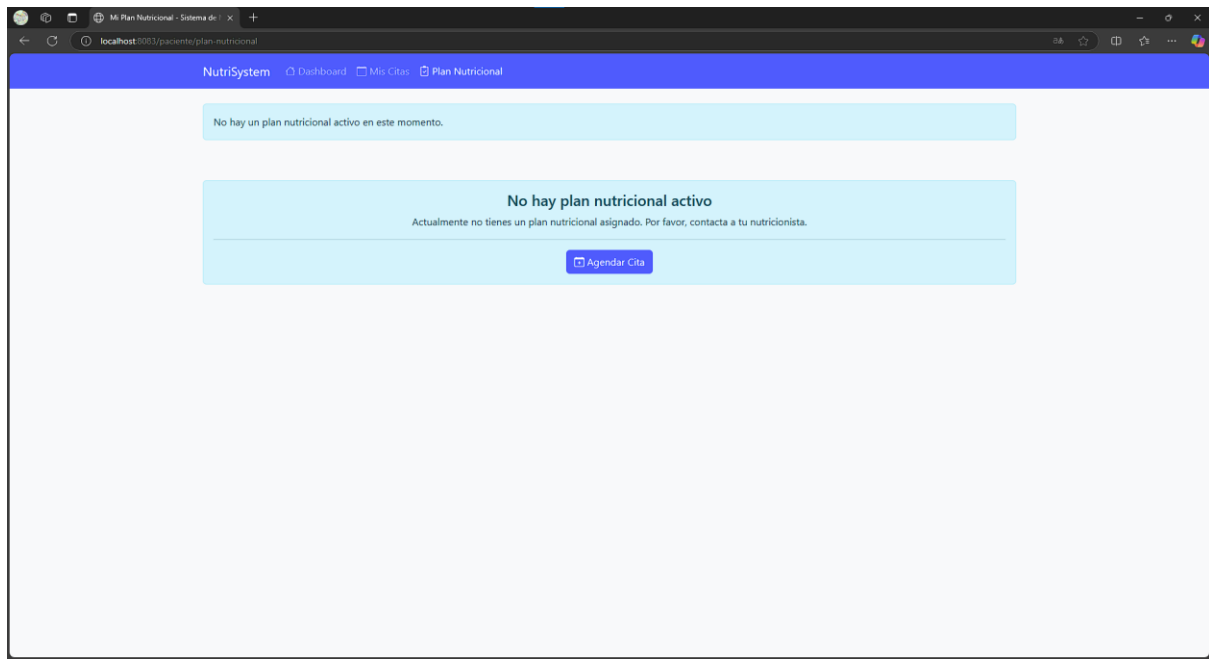 Mi Plan Nutricional - Sistema de
localhost:8083/paciente/plan-nutricional
NutriSystem Dashboard Mis Citas Plan Nutricional
No hay un plan nutricional activo en este momento.
No hay plan nutricional activo
Actualmente no tienes un plan nutricional asignado. Por favor, contacta a tu nutricionista.
Agendar Cita